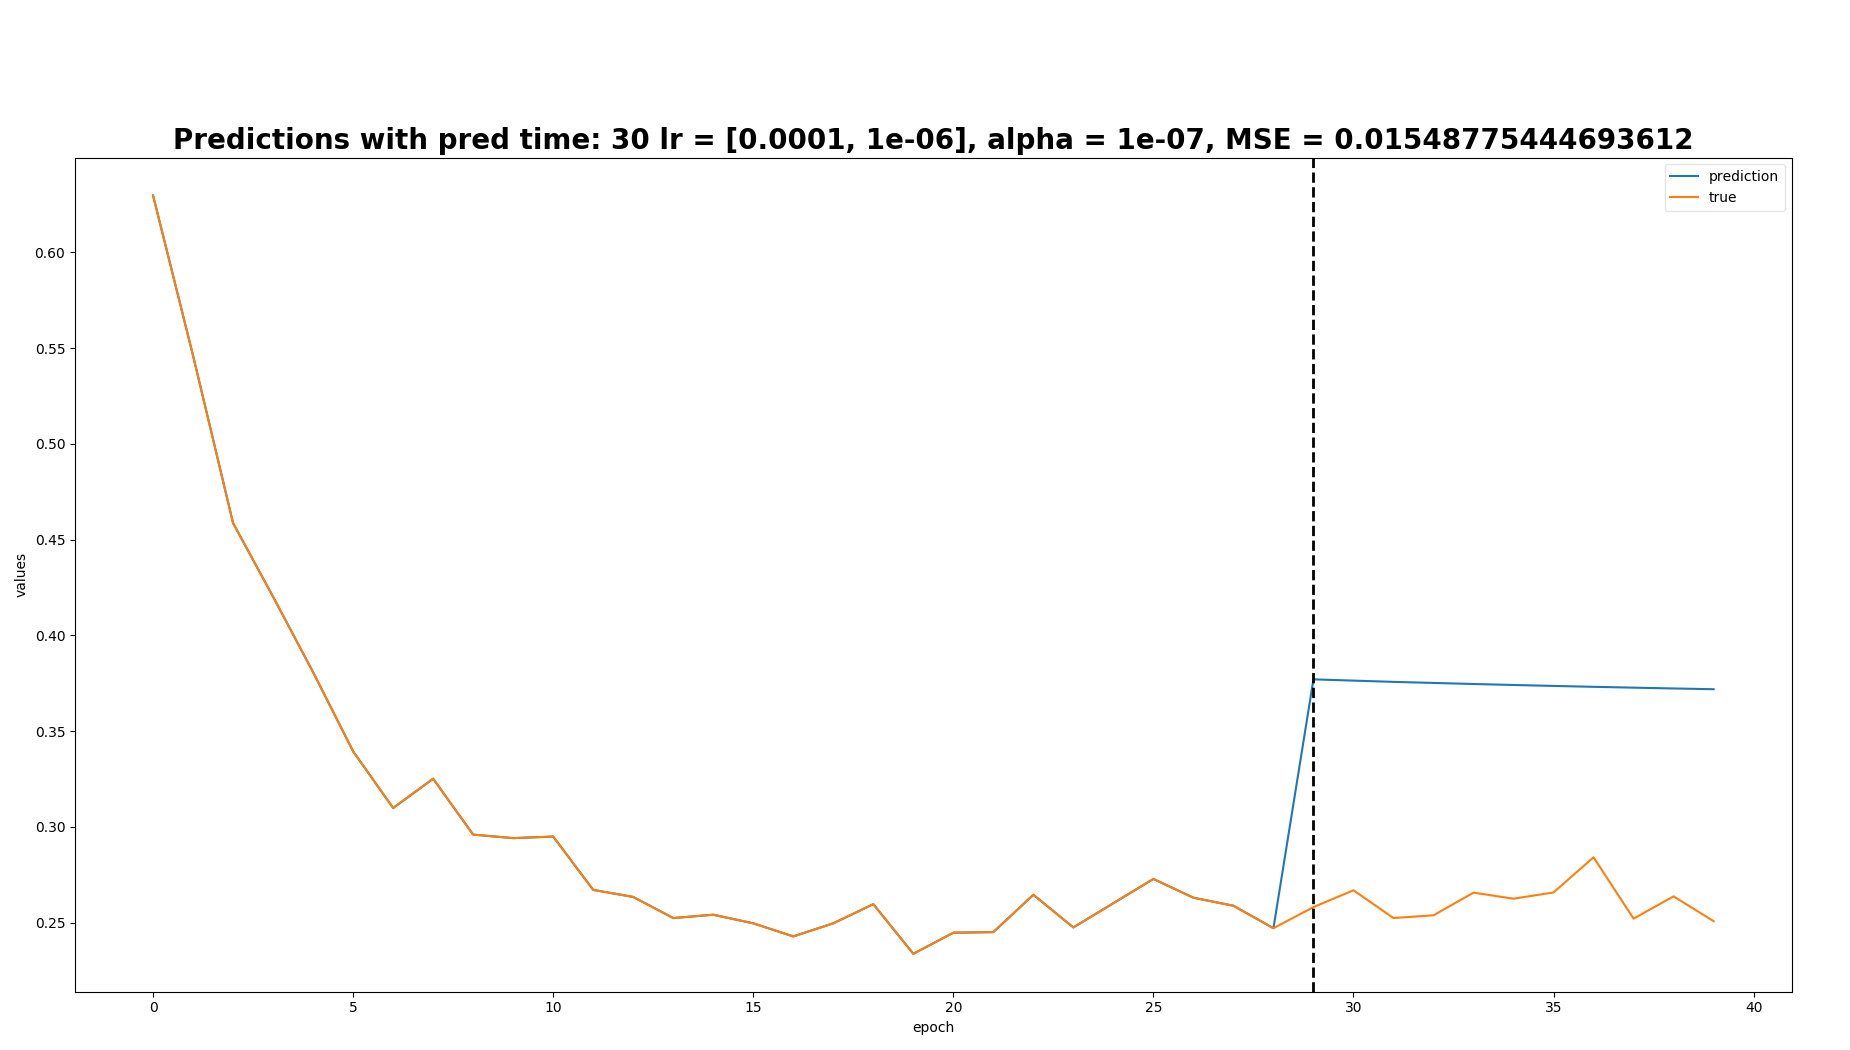 Predictions with pred time: 30 lr = [0.0001, 1e-06], alpha = 1e-07, MSE = 0.01548775444693612
prediction
true
0.60
0.55
0.50
0.45
0.40
0.35
0.30
0.25
values
0 5 10 15 20 25 30 35 40
epoch